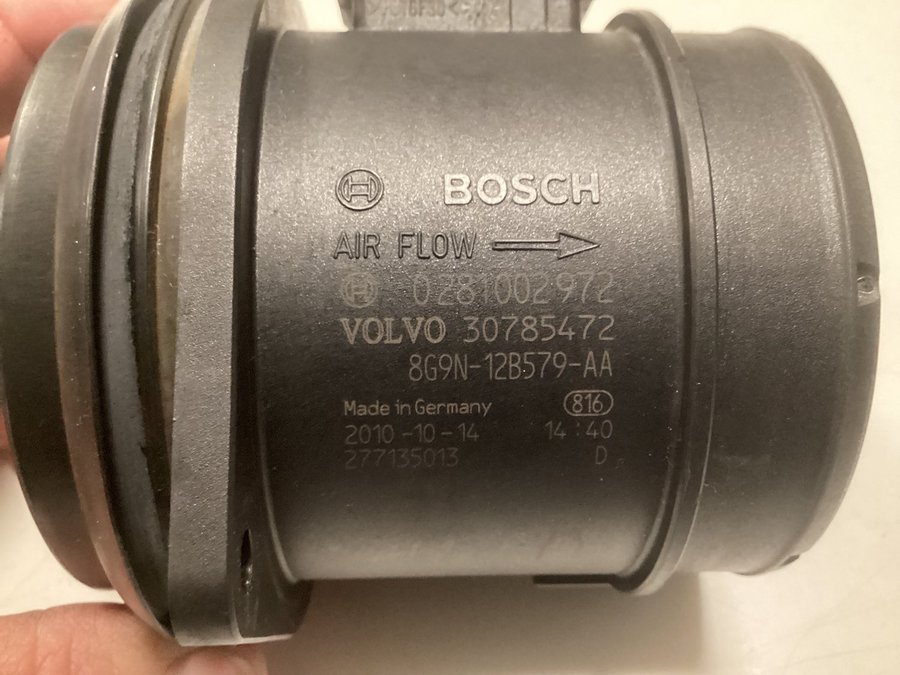 BOSCH
AIR FLOW
0281002972
VOLVO 30785472
8G9N-12B579-AA
Made in Germany 816
2010-10-14 14:40
277135013 D